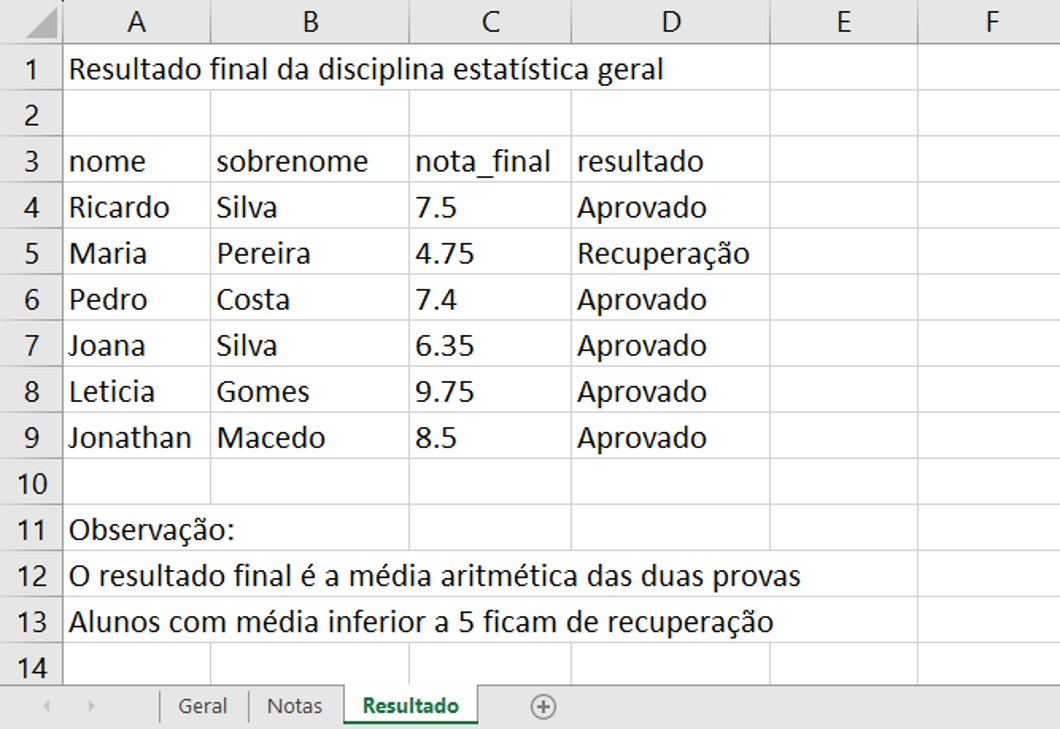 A B C D E F
1 Resultado final da disciplina estatística geral
2
3 nome sobrenome nota_final resultado
4 Ricardo Silva 7.5 Aprovado
5 Maria Pereira 4.75 Recuperação
6 Pedro Costa 7.4 Aprovado
7 Joana Silva 6.35 Aprovado
8 Leticia Gomes 9.75 Aprovado
9 Jonathan Macedo 8.5 Aprovado
10
11 Observação:
12 O resultado final é a média aritmética das duas provas
13 Alunos com média inferior a 5 ficam de recuperação
14
Geral Notas Resultado